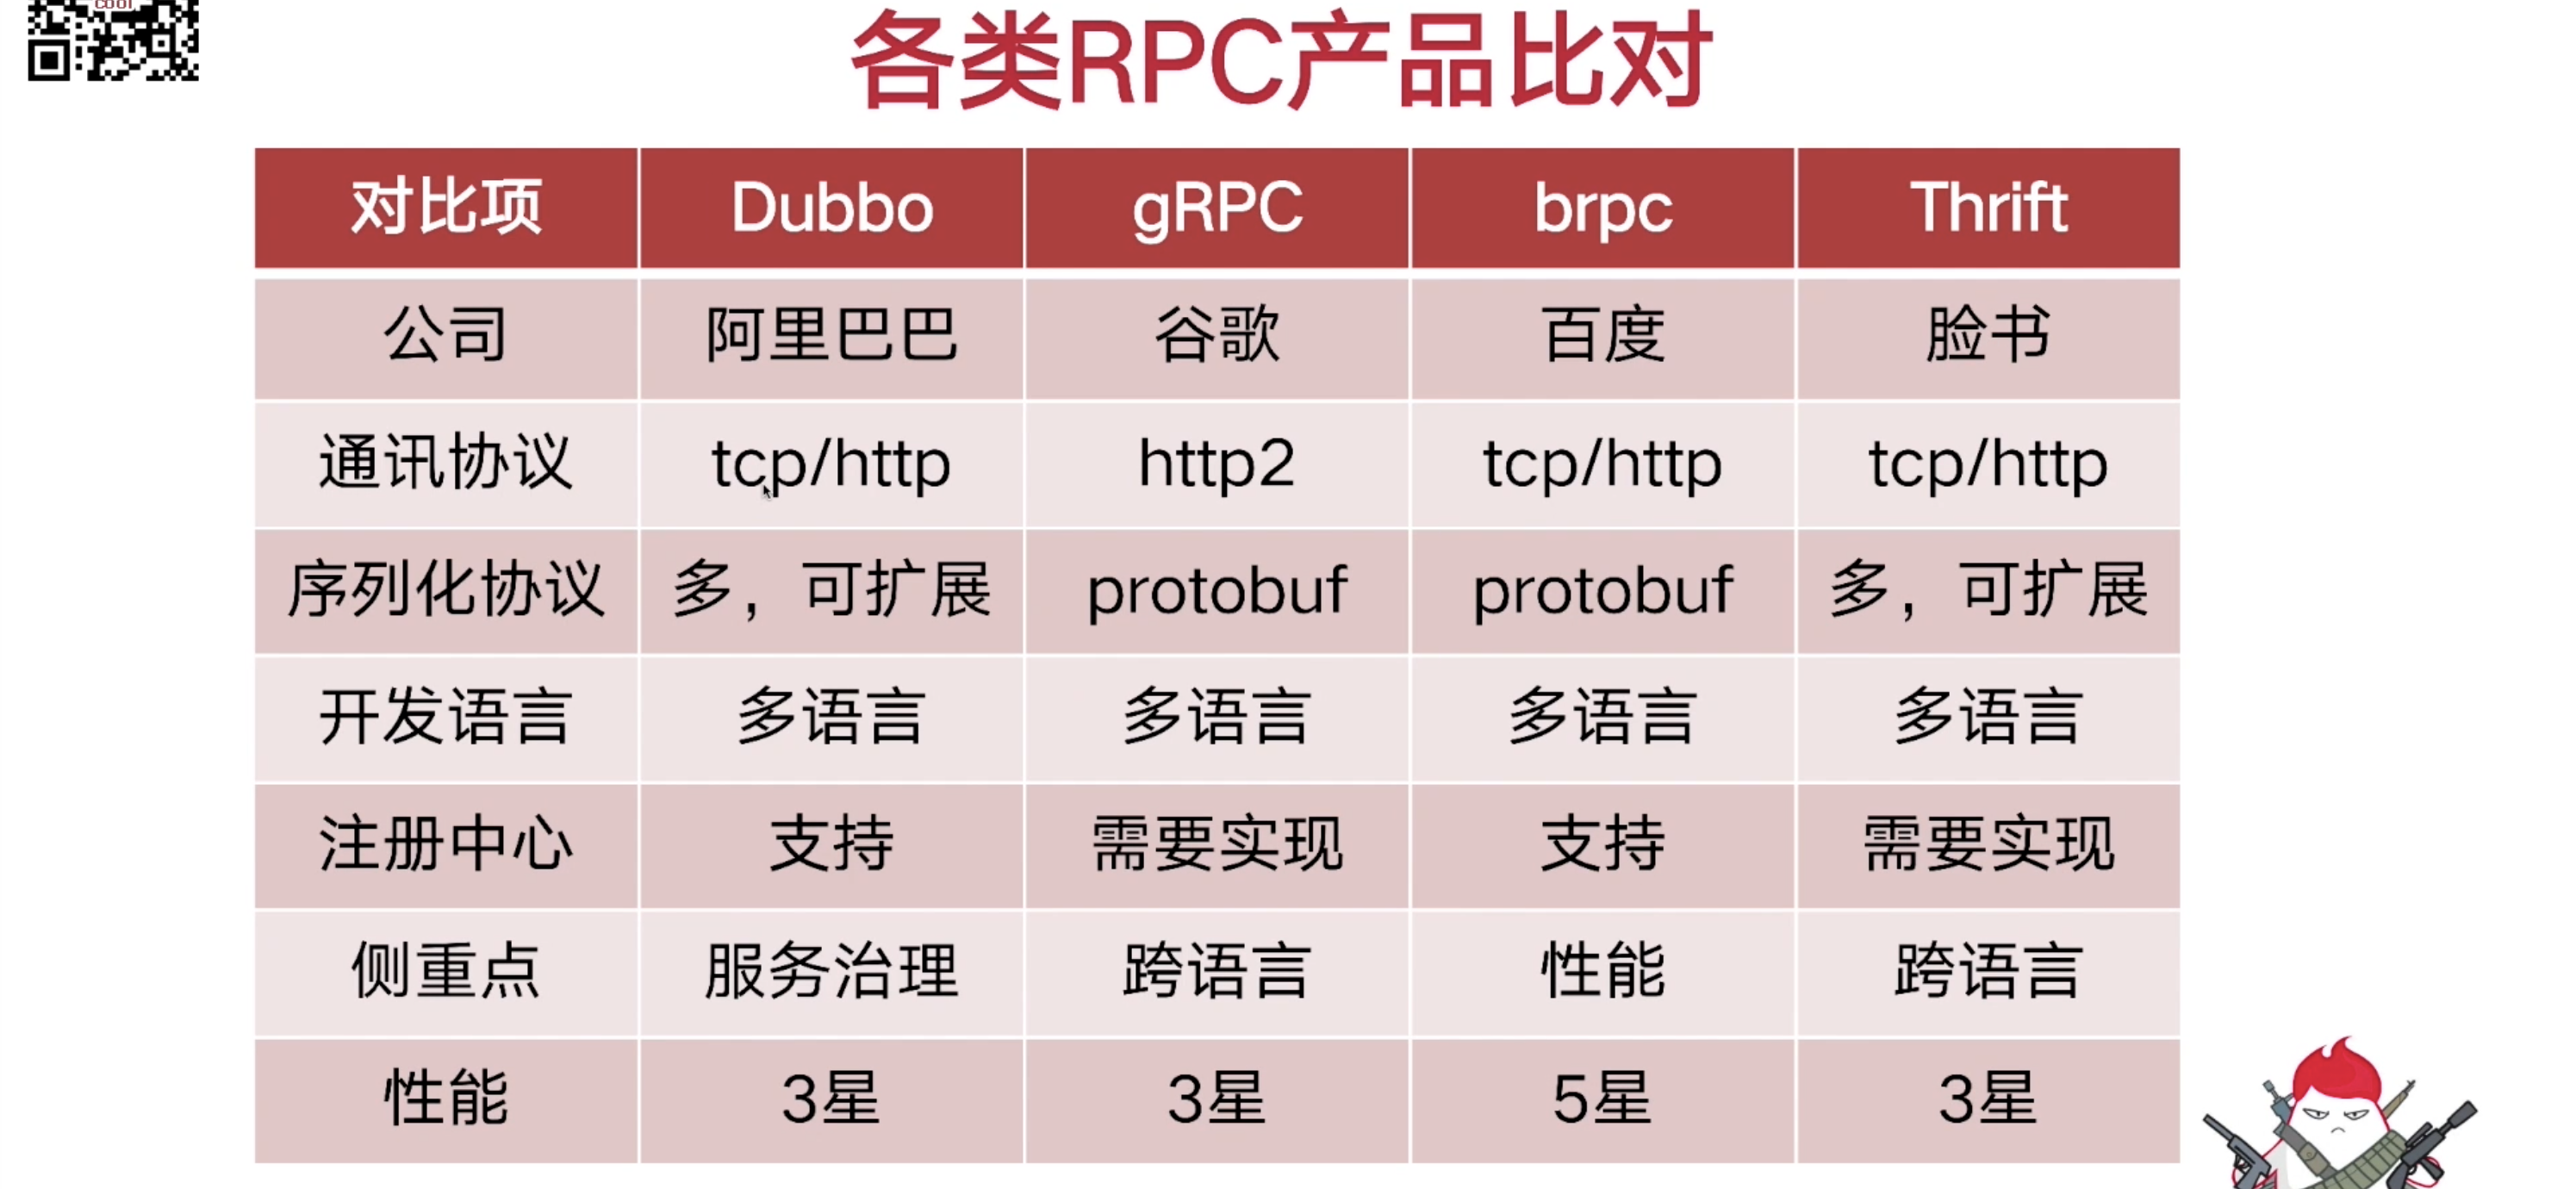 cool
各类RPC产品比对
对比项 Dubbo gRPC brpc Thrift
公司 阿里巴巴 谷歌 百度 脸书
通讯协议 tcp/http http2 tcp/http tcp/http
序列化协议 多，可扩展 protobuf protobuf 多，可扩展
开发语言 多语言 多语言 多语言 多语言
注册中心 支持 需要实现 支持 需要实现
侧重点 服务治理 跨语言 性能 跨语言
性能 3星 3星 5星 3星